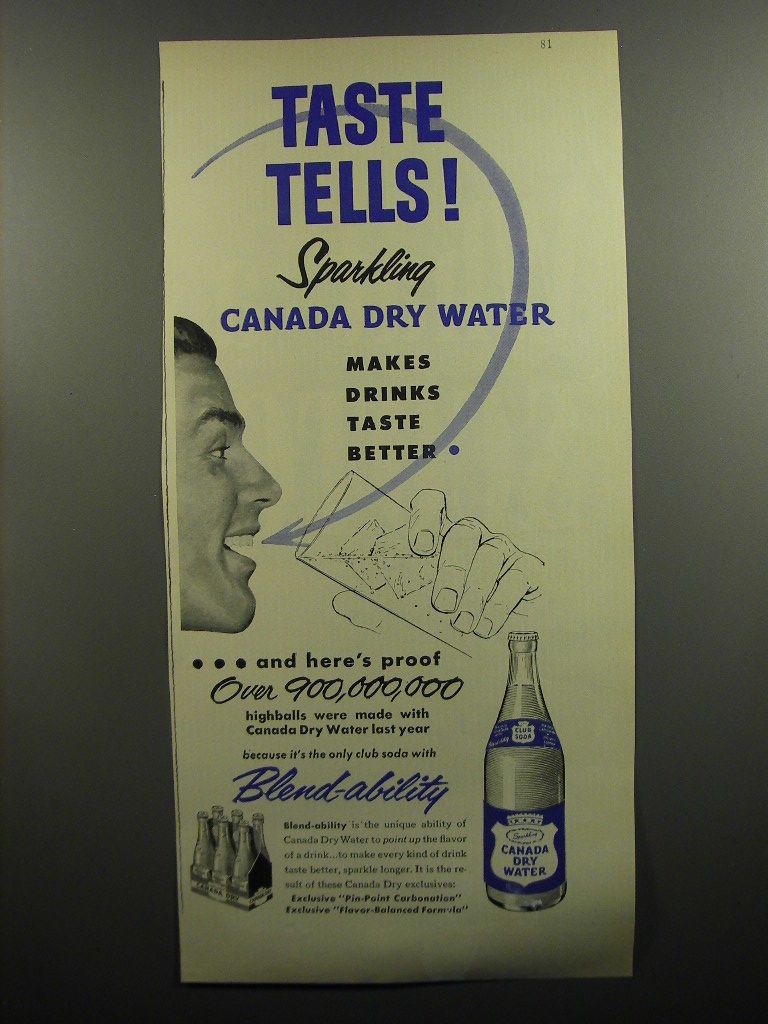 81
TASTE
TELLS!
Sparkling
CANADA DRY WATER
MAKES
DRINKS
TASTE
BETTER
... and here's proof
Over 900,000,000
highballs were made with
Canada Dry Water last year
because it's the only club soda with
Blend-ability
Blend-ability is the unique ability of
Canada Dry Water to point up the flavor
of a drink...to make every kind of drink
taste better, sparkle longer. It is the re-
sult of these Canada Dry exclusives:
Exclusive "Pin-Point Carbonation"
Exclusive "Flavor-Balanced Formula"
CANADA DRY
CLUB
SODA
Sparkling
CANADA
DRY
WATER